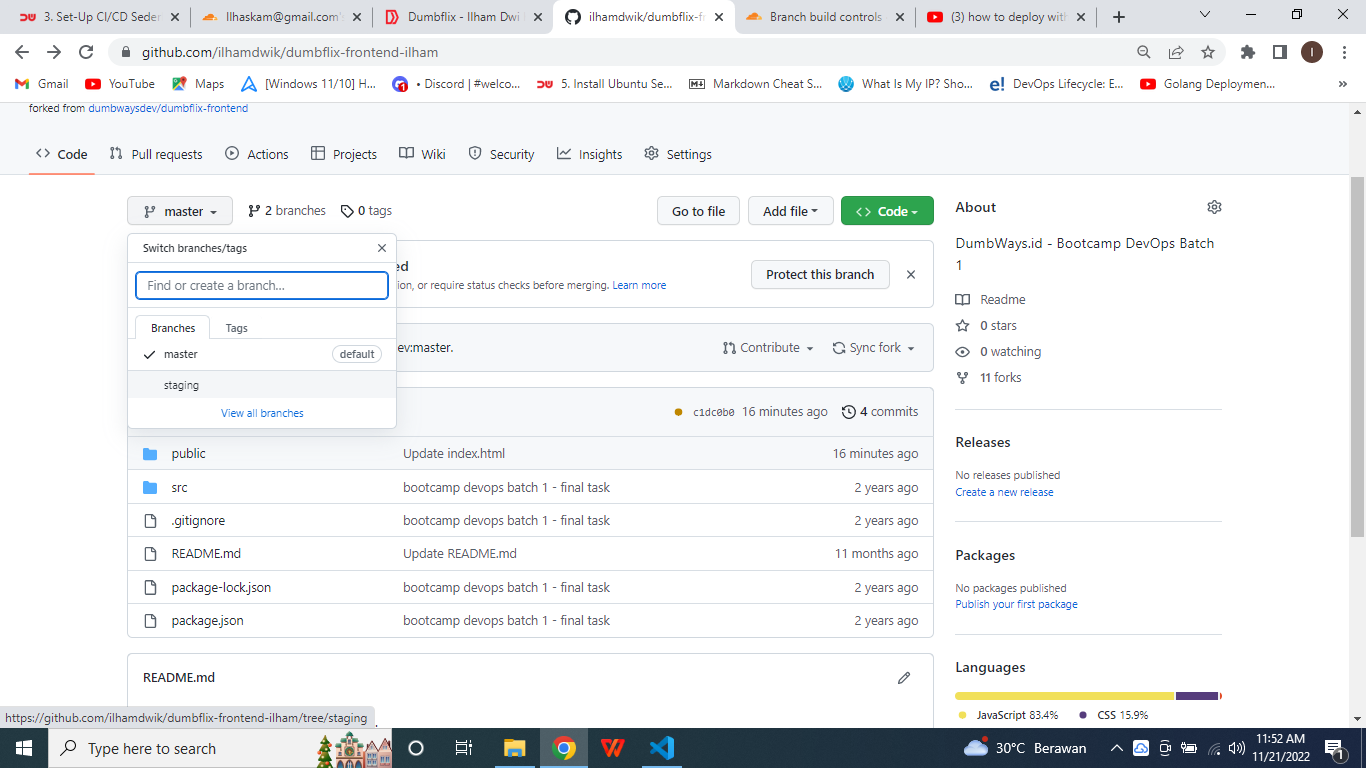 3. Set-Up CI/CD Seder
Ilhaskam@gmail.com'
Dumbflix - Ilham Dwi
ilhamdwik/dumbflix-fr
Branch build controls
(3) how to deploy with
github.com/ilhamdwik/dumbflix-frontend-ilham
I
Gmail
YouTube
Maps
[Windows 11/10] H...
• Discord | #welco...
5. Install Ubuntu Se...
Markdown Cheat S...
What Is My IP? Sho...
DevOps Lifecycle: E...
Golang Deploymen...
»
forked from dumbwaysdev/dumbflix-frontend
Code
Pull requests
Actions
Projects
Wiki
Security
Insights
Settings
master
2 branches
0 tags
Go to file
Add file
Code
Switch branches/tags
Find or create a branch...
Branches
Tags
master
default
staging
View all branches
ed
ion, or require status checks before merging. Learn more
Protect this branch
ev:master.
Contribute
Sync fork
c1dc0b0 16 minutes ago
4 commits
public
Update index.html
16 minutes ago
src
bootcamp devops batch 1 - final task
2 years ago
.gitignore
bootcamp devops batch 1 - final task
2 years ago
README.md
Update README.md
11 months ago
package-lock.json
bootcamp devops batch 1 - final task
2 years ago
package.json
bootcamp devops batch 1 - final task
2 years ago
README.md
About
DumbWays.id - Bootcamp DevOps Batch
1
Readme
0 stars
0 watching
11 forks
Releases
No releases published
Create a new release
Packages
No packages published
Publish your first package
Languages
JavaScript 83.4%
CSS 15.9%
https://github.com/ilhamdwik/dumbflix-frontend-ilham/tree/staging
Type here to search
30°C Berawan
11:52 AM
11/21/2022
1